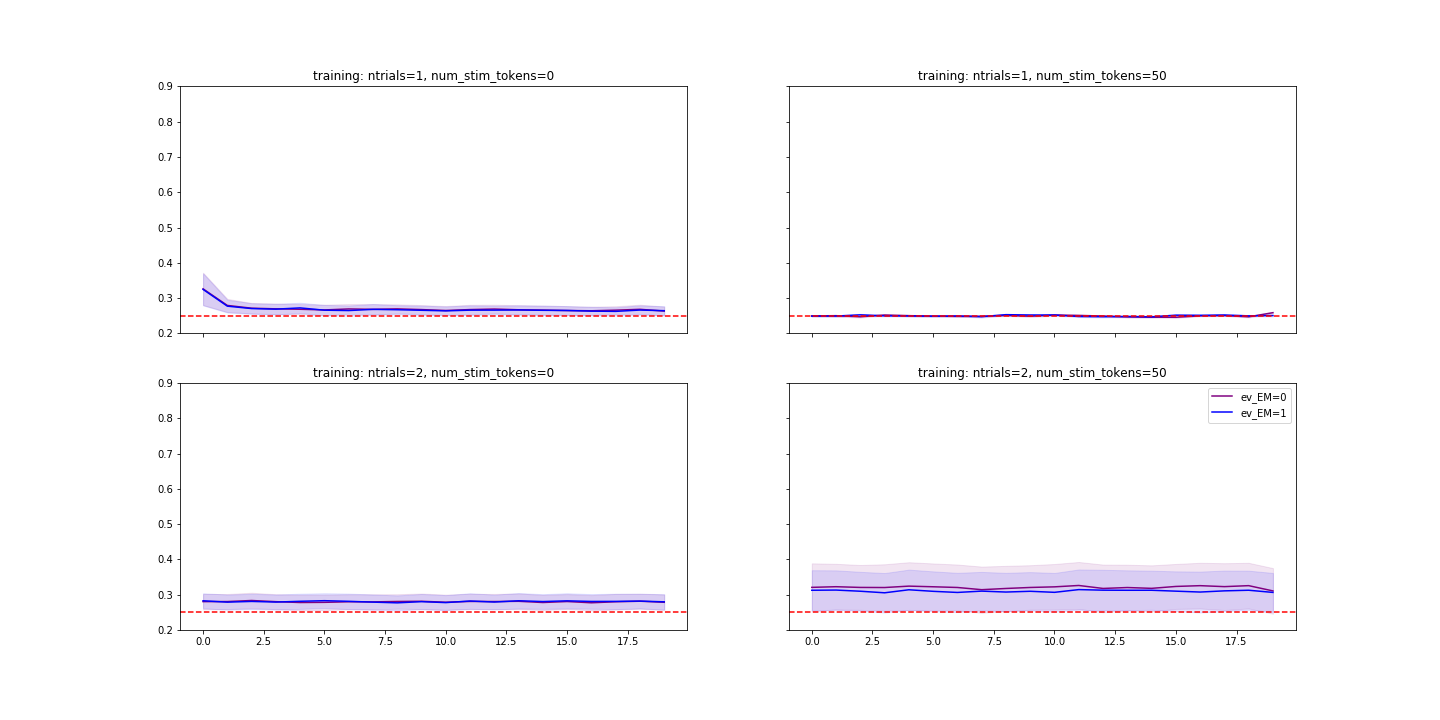 training: ntrials=1, num_stim_tokens=0
0.9
0.8
0.7
0.6
0.5
0.4
0.3
0.2
training: ntrials=1, num_stim_tokens=50
training: ntrials=2, num_stim_tokens=0
0.9
0.8
0.7
0.6
0.5
0.4
0.3
0.2
0.0 2.5 5.0 7.5 10.0 12.5 15.0 17.5
training: ntrials=2, num_stim_tokens=50
ev_EM=0
ev_EM=1
0.0 2.5 5.0 7.5 10.0 12.5 15.0 17.5